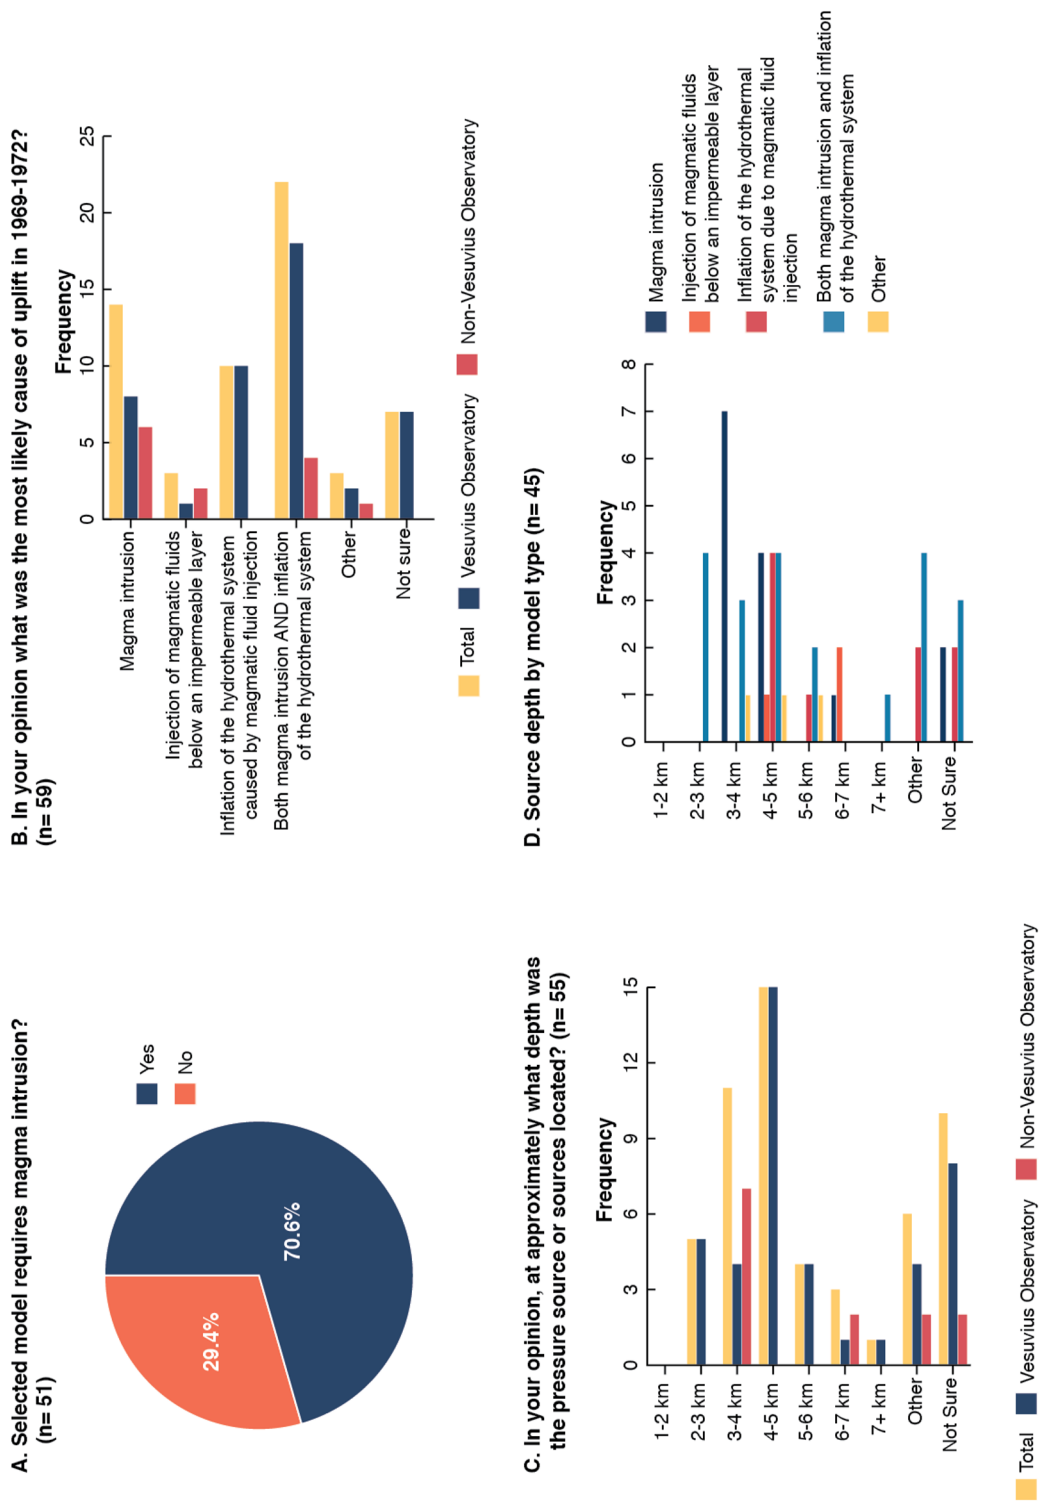 A. Selected model requires magma intrusion?
(n= 51)
Yes
No
70.6%
29.4%
B. In your opinion what was the most likely cause of uplift in 1969-1972?
(n= 59)
Frequency
0
5
10
15
20
25
Magma intrusion
Injection of magmatic fluids
below an impermeable layer
Inflation of the hydrothermal system
caused by magmatic fluid injection
Both magma intrusion AND inflation
of the hydrothermal system
Other
Not sure
Total
Vesuvius Observatory
Non-Vesuvius Observatory
C. In your opinion, at approximately what depth was
the pressure source or sources located? (n= 55)
Frequency
0
3
6
9
12
15
1-2 km
2-3 km
3-4 km
4-5 km
5-6 km
6-7 km
7+ km
Other
Not Sure
Total
Vesuvius Observatory
Non-Vesuvius Observatory
D. Source depth by model type (n= 45)
Frequency
0
1
2
3
4
5
6
7
8
1-2 km
2-3 km
3-4 km
4-5 km
5-6 km
6-7 km
7+ km
Other
Not Sure
Magma intrusion
Injection of magmatic fluids
below an impermeable layer
Inflation of the hydrothermal
system due to magmatic fluid
injection
Both magma intrusion and inflation
of the hydrothermal system
Other